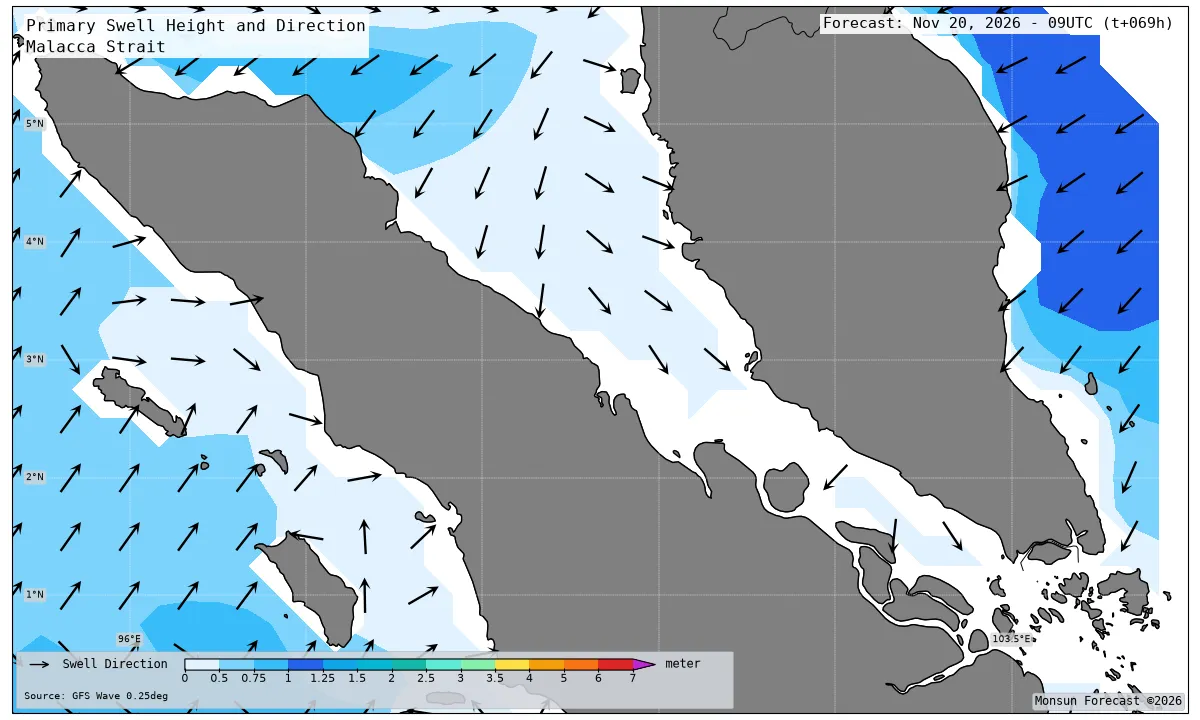 Primary Swell Height and Direction
Malacca Strait
Forecast: Nov 20, 2026 - 09UTC (t+069h)
5°N
4°N
3°N
2°N
1°N
96°E
103.5°E
Swell Direction
0 0.5 0.75 1 1.25 1.5 2 2.5 3 3.5 4 5 6 7
meter
Source: GFS Wave 0.25deg
Monsun Forecast ©2026